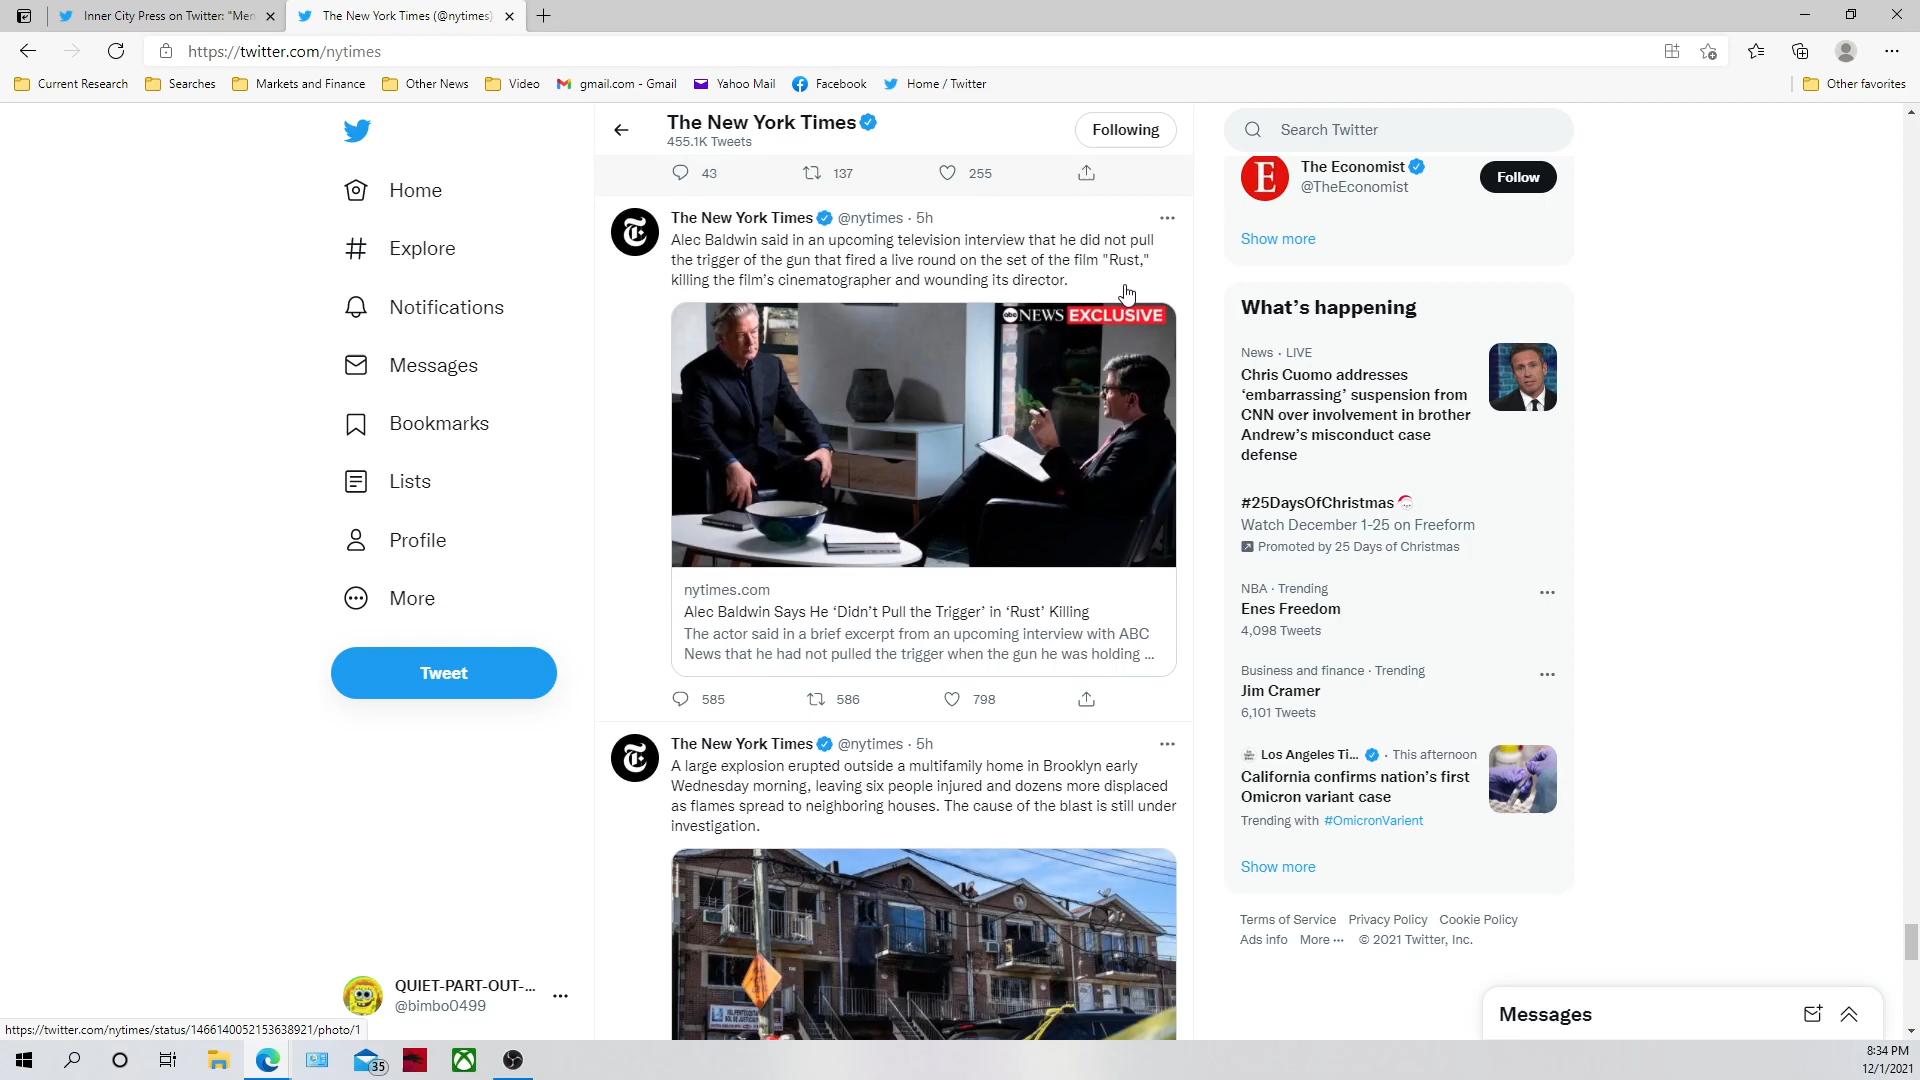 Inner City Press on Twitter: "Men
The New York Times (@nytimes)
https://twitter.com/nytimes
Current Research
Searches
Markets and Finance
Other News
Video
gmail.com - Gmail
Yahoo Mail
Facebook
Home / Twitter
Other favorites
Home
Explore
Notifications
Messages
Bookmarks
Lists
Profile
More
Tweet
QUIET-PART-OUT-...
@bimbo0499
https://twitter.com/nytimes/status/1466140052153638921/photo/1
The New York Times
455.1K Tweets
Following
43 137 255
The New York Times @nytimes · 5h
Alec Baldwin said in an upcoming television interview that he did not pull
the trigger of the gun that fired a live round on the set of the film "Rust,"
killing the film's cinematographer and wounding its director.
abc NEWS EXCLUSIVE
nytimes.com
Alec Baldwin Says He ‘Didn’t Pull the Trigger’ in ‘Rust’ Killing
The actor said in a brief excerpt from an upcoming interview with ABC
News that he had not pulled the trigger when the gun he was holding ...
585 586 798
The New York Times @nytimes · 5h
A large explosion erupted outside a multifamily home in Brooklyn early
Wednesday morning, leaving six people injured and dozens more displaced
as flames spread to neighboring houses. The cause of the blast is still under
investigation.
Search Twitter
E
The Economist
@TheEconomist
Follow
Show more
What’s happening
News · LIVE
Chris Cuomo addresses
‘embarrassing’ suspension from
CNN over involvement in brother
Andrew’s misconduct case
defense
#25DaysOfChristmas
Watch December 1-25 on Freeform
Promoted by 25 Days of Christmas
NBA · Trending
Enes Freedom
4,098 Tweets
Business and finance · Trending
Jim Cramer
6,101 Tweets
Los Angeles Ti... · This afternoon
California confirms nation’s first
Omicron variant case
Trending with #OmicronVarient
Show more
Terms of Service Privacy Policy Cookie Policy
Ads info More ··· © 2021 Twitter, Inc.
Messages
35
8:34 PM
12/1/2021